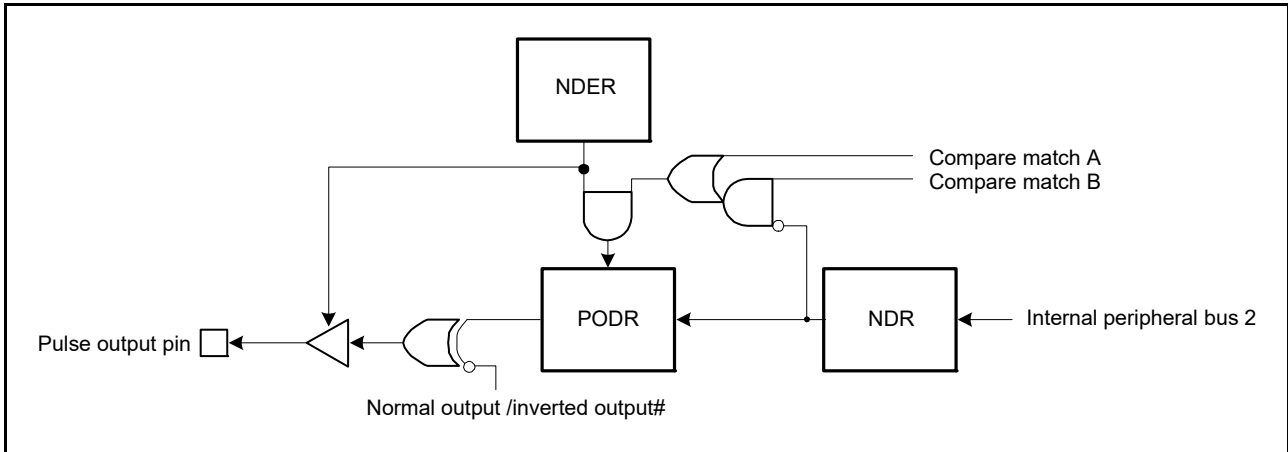 NDER
Compare match A
Compare match B
PODR
NDR
Internal peripheral bus 2
Pulse output pin
Normal output /inverted output#